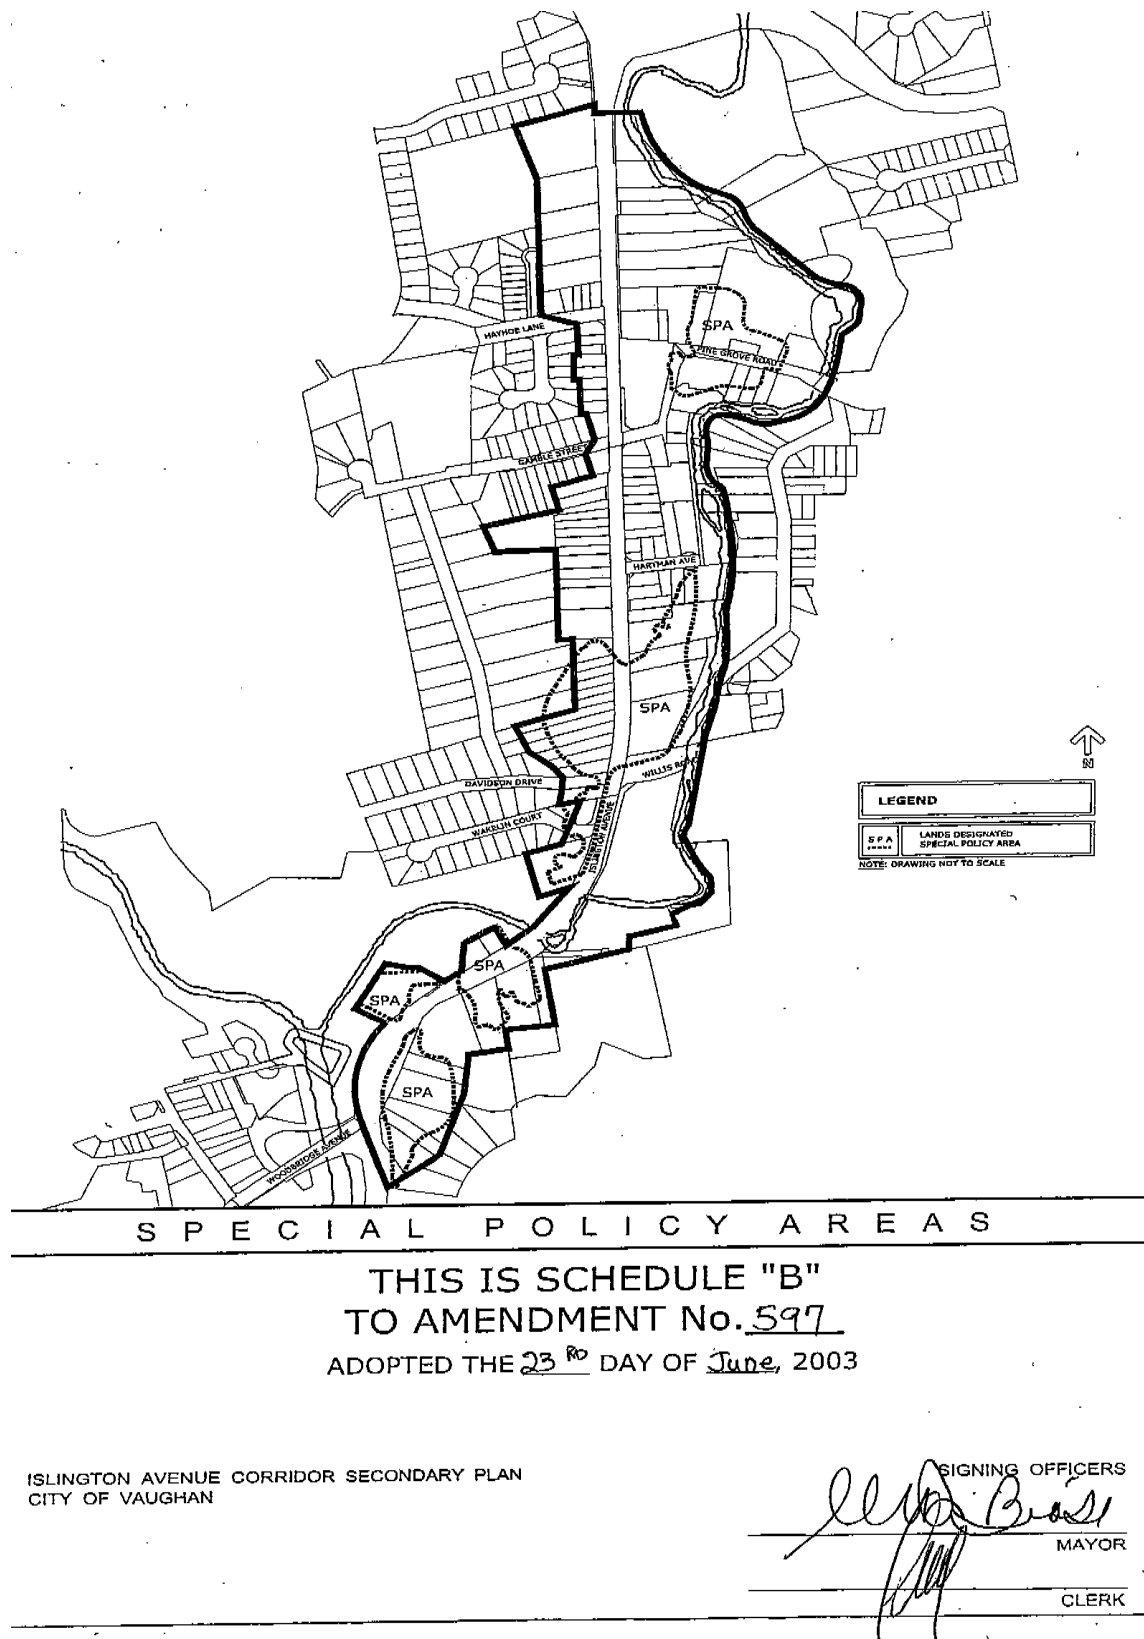 HAYHOE LANE
SPA
PINE GROVE ROAD
GAMBLE STREET
HARTMAN AVE
SPA
WILLIS RO
DAVIDSON DRIVE
WAKELIN COURT
ISLINGTON AVENUE
N
LEGEND
SPA
LANDS DESIGNATED
SPECIAL POLICY AREA
NOTE: DRAWING NOT TO SCALE
SPA
SPA
SPA
WOODBRIDGE AVENUE
SPECIAL POLICY AREAS
THIS IS SCHEDULE "B"
TO AMENDMENT No. 597
ADOPTED THE 23 RD DAY OF June, 2003
ISLINGTON AVENUE CORRIDOR SECONDARY PLAN
CITY OF VAUGHAN
SIGNING OFFICERS
MAYOR
CLERK